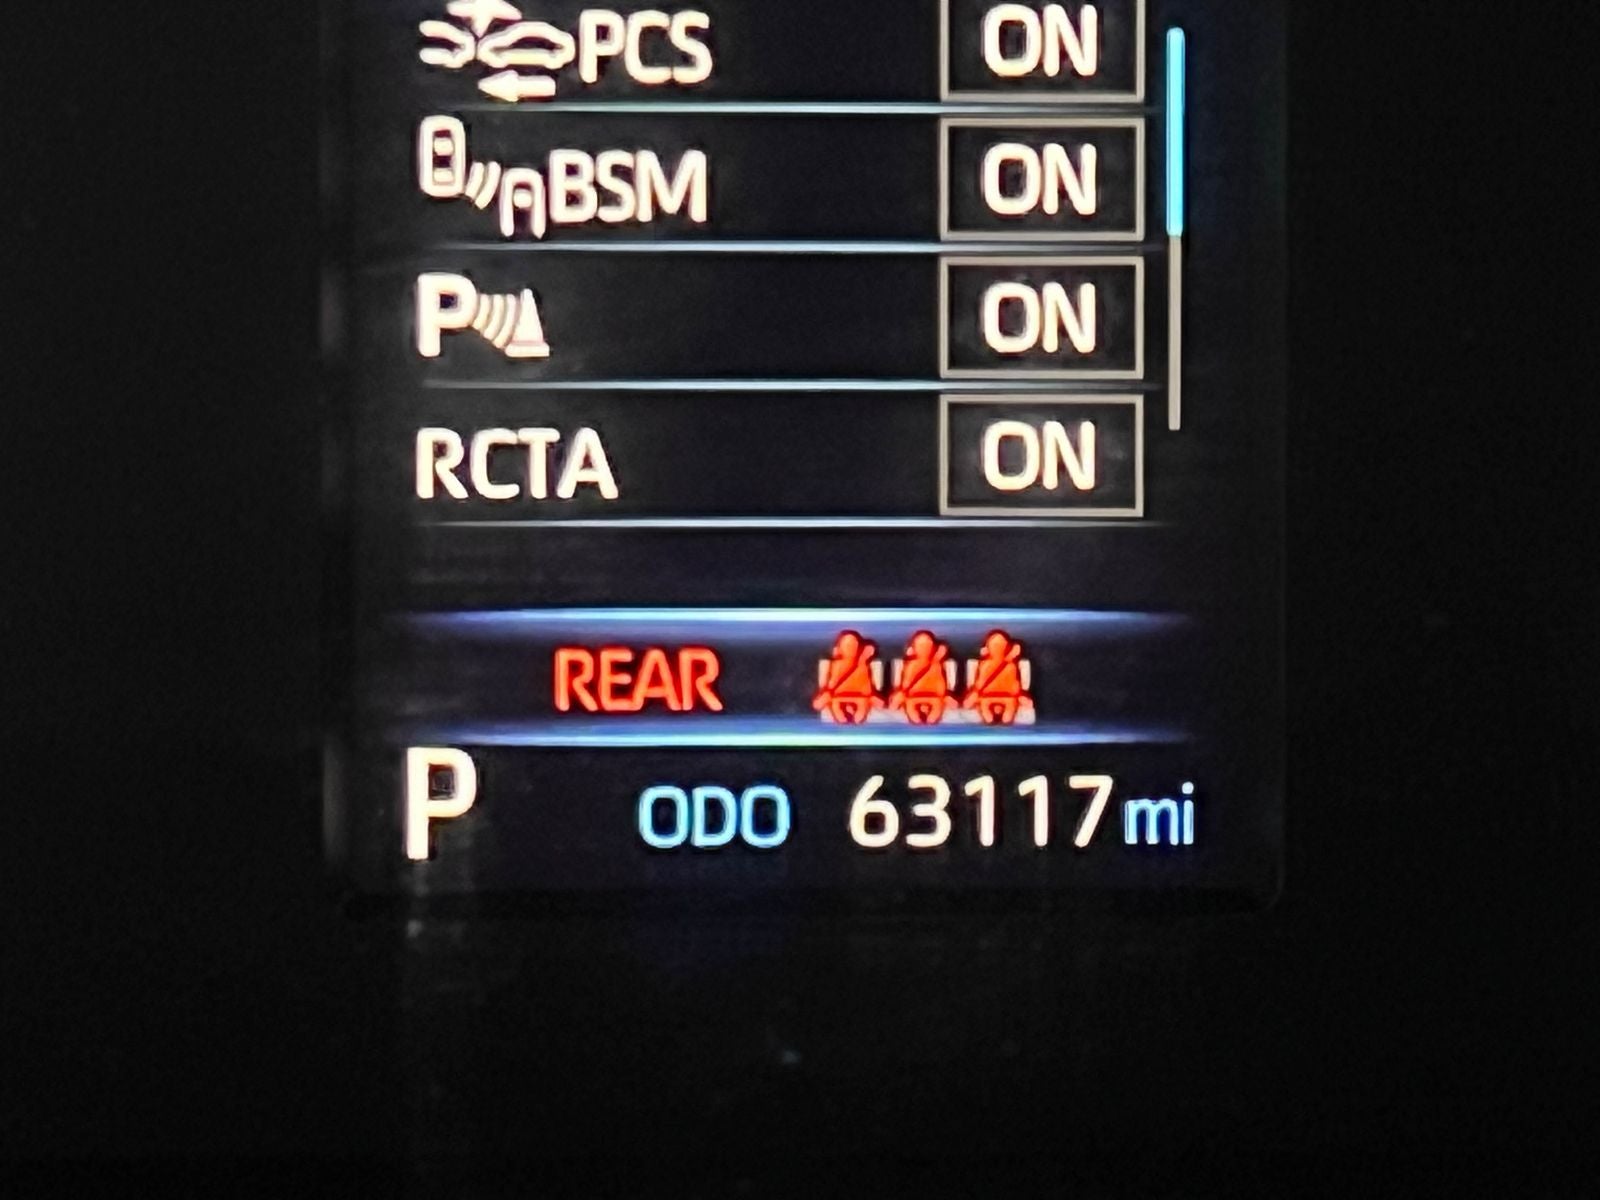 PCS ON
BSM ON
P ON
RCTA ON
REAR
P ODO 63117 mi